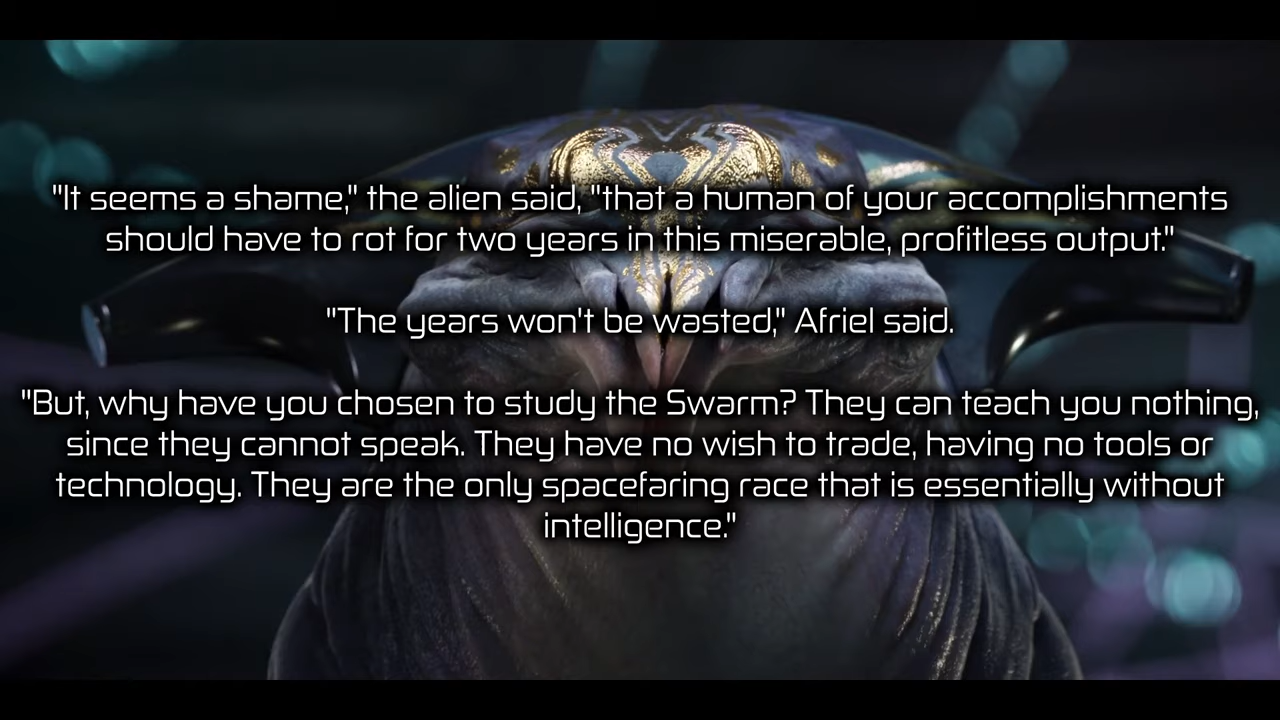 "It seems a shame," the alien said, "that a human of your accomplishments
should have to rot for two years in this miserable, profitless output."
"The years won't be wasted," Afriel said.
"But, why have you chosen to study the Swarm? They can teach you nothing,
since they cannot speak. They have no wish to trade, having no tools or
technology. They are the only spacefaring race that is essentially without
intelligence."